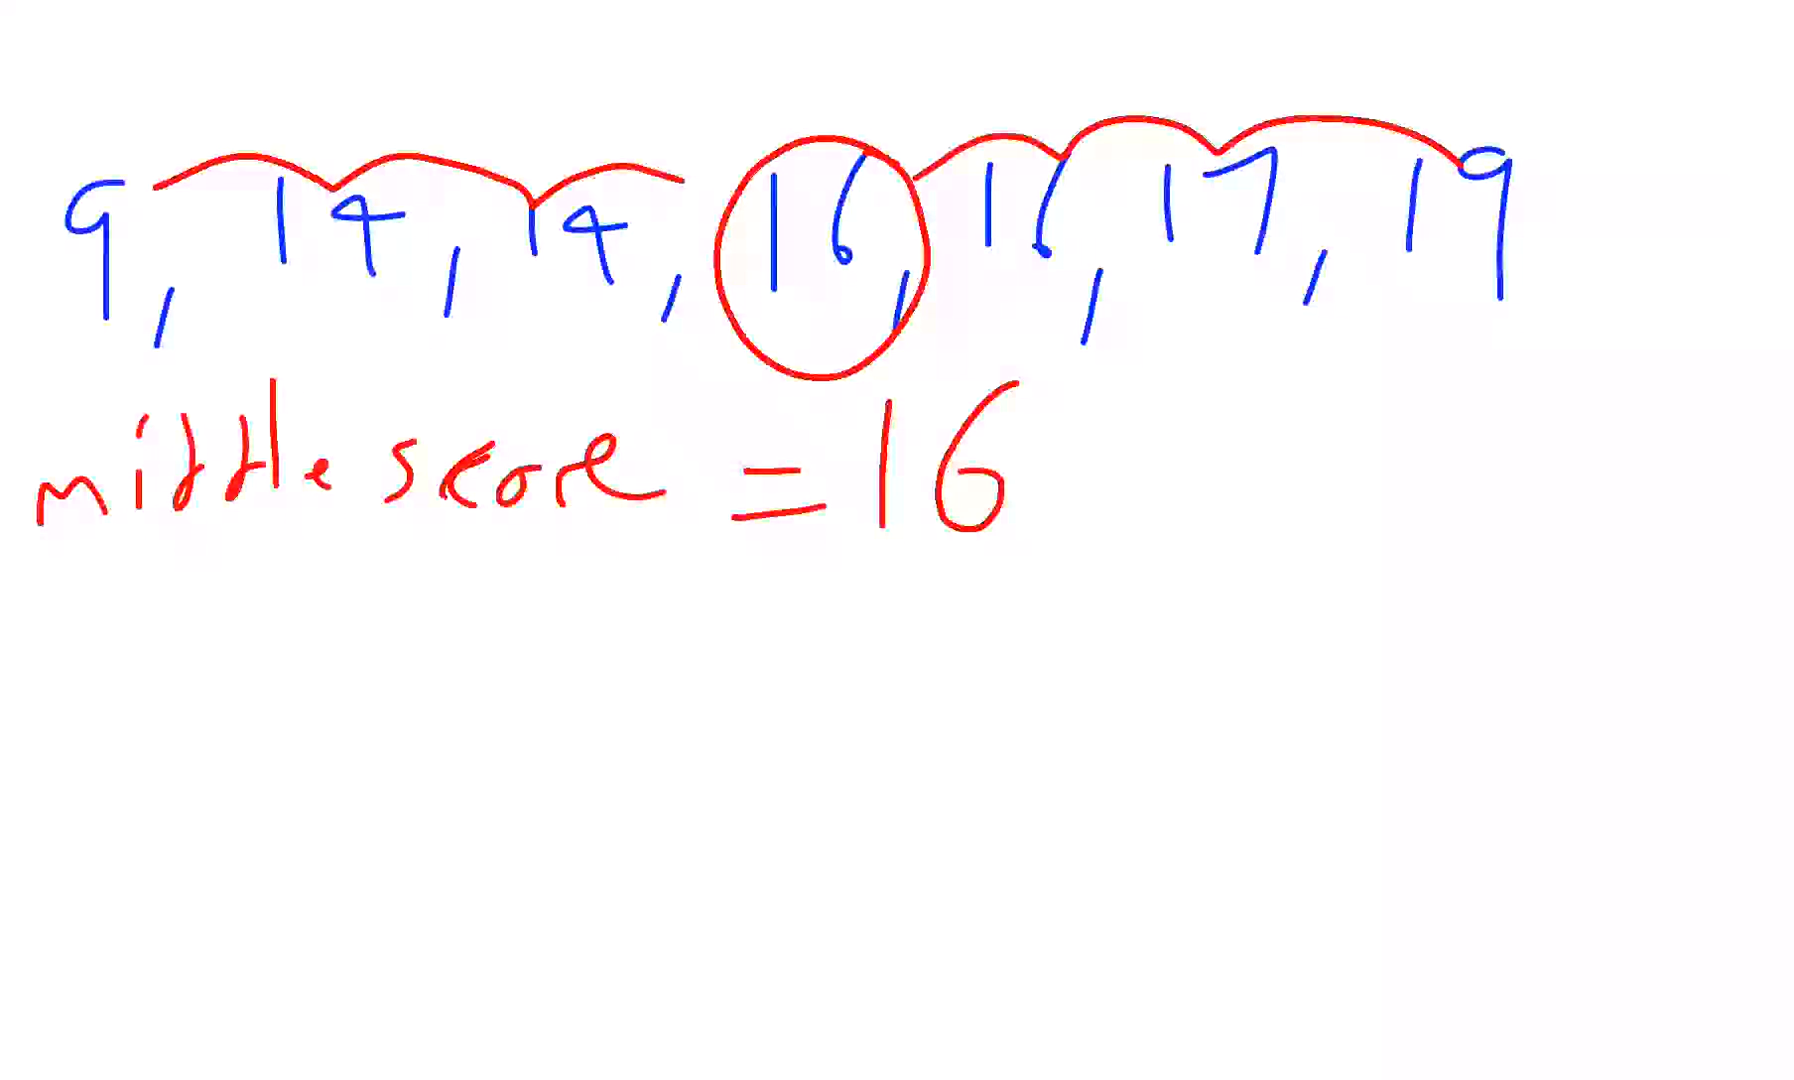 9, 14, 14, 16, 16, 17, 19
middle score = 16